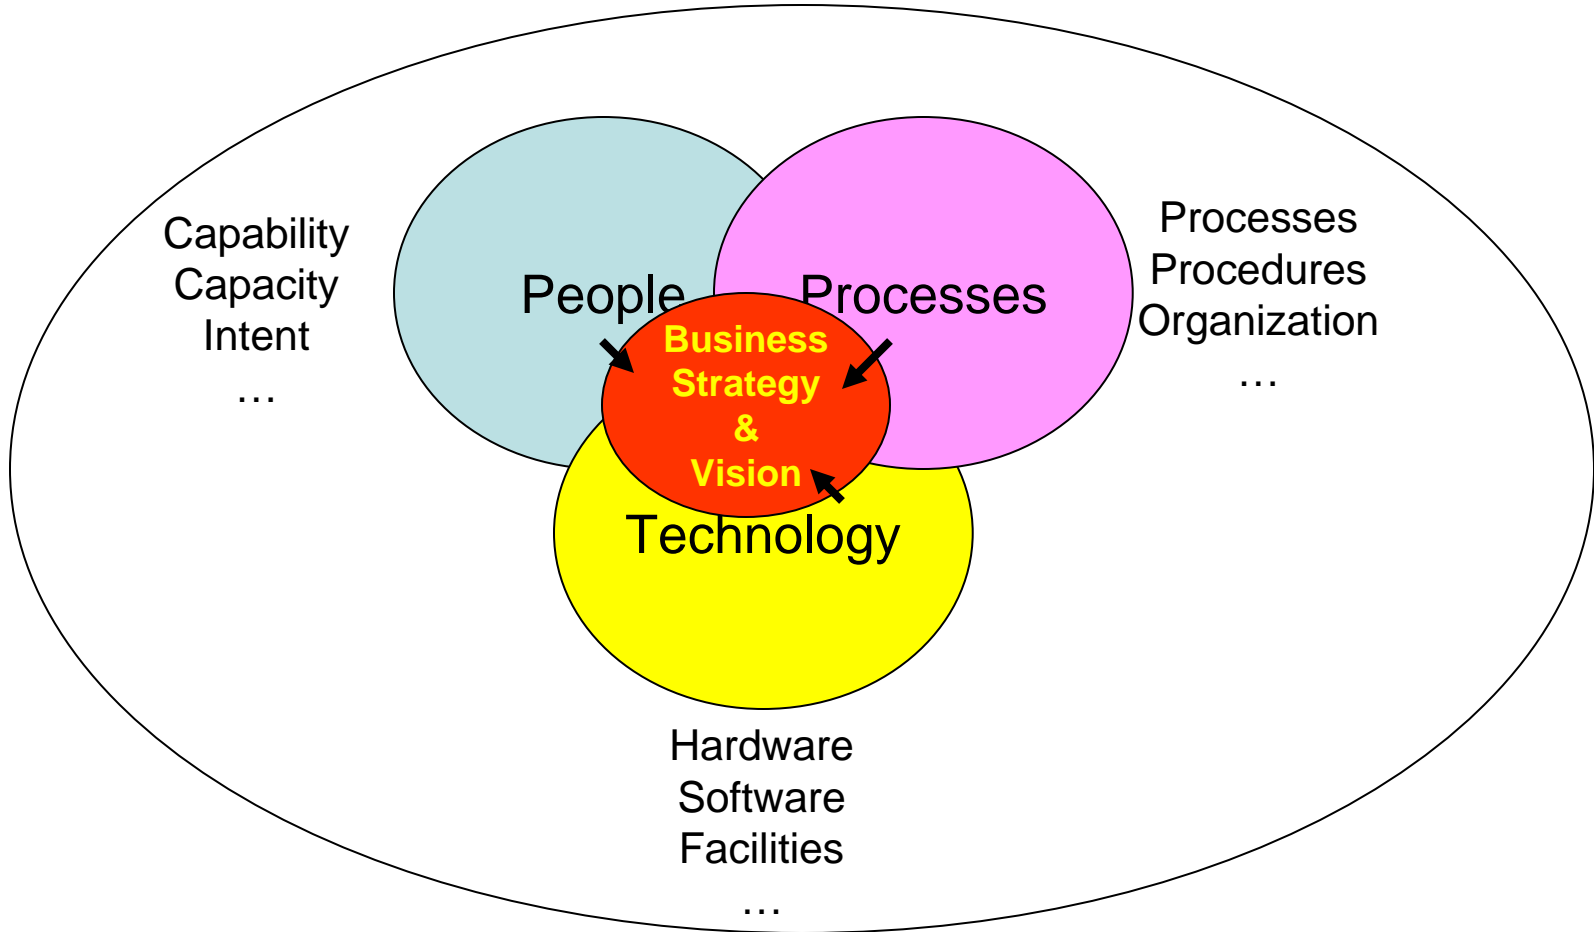 People
Capability
Capacity
Intent
…
Processes
Processes
Procedures
Organization
…
Business
Strategy
&
Vision
Technology
Hardware
Software
Facilities
…